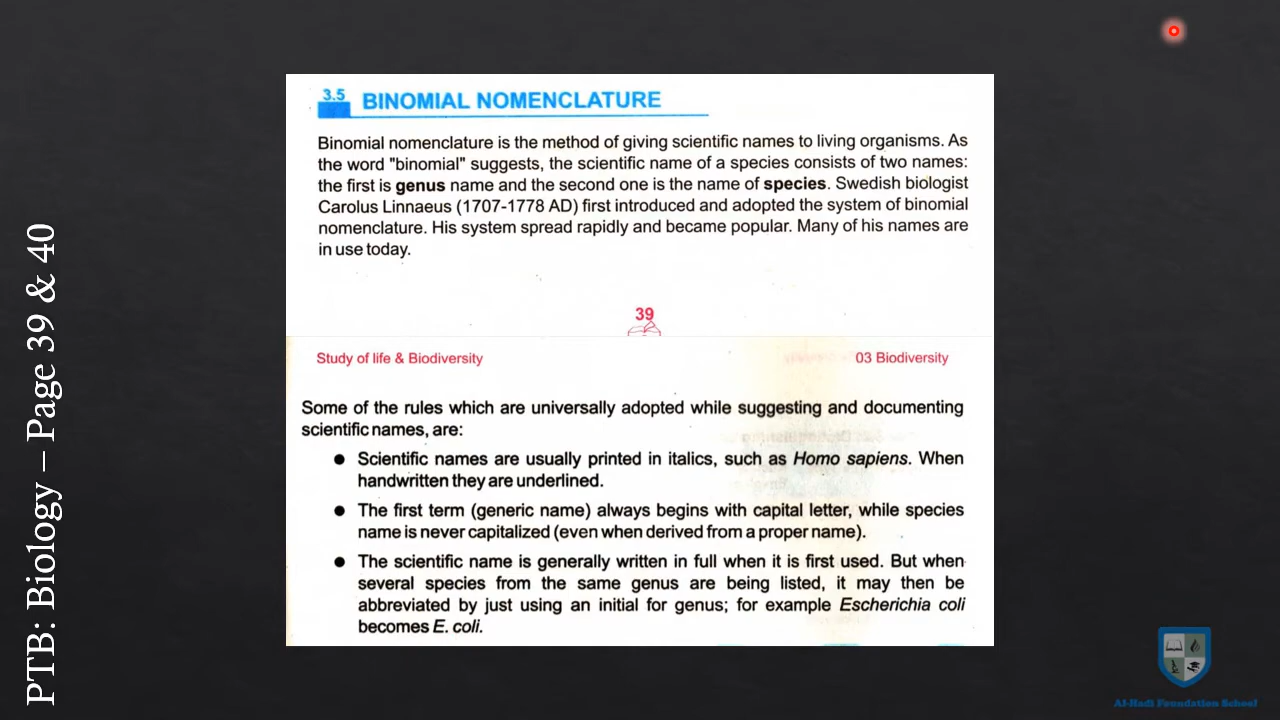 PTB: Biology – Page 39 & 40
3.5 BINOMIAL NOMENCLATURE
Binomial nomenclature is the method of giving scientific names to living organisms. As
the word "binomial" suggests, the scientific name of a species consists of two names:
the first is genus name and the second one is the name of species. Swedish biologist
Carolus Linnaeus (1707-1778 AD) first introduced and adopted the system of binomial
nomenclature. His system spread rapidly and became popular. Many of his names are
in use today.
39
Study of life & Biodiversity 03 Biodiversity
Some of the rules which are universally adopted while suggesting and documenting
scientific names, are:
● Scientific names are usually printed in italics, such as Homo sapiens. When
handwritten they are underlined.
● The first term (generic name) always begins with capital letter, while species
name is never capitalized (even when derived from a proper name).
● The scientific name is generally written in full when it is first used. But when
several species from the same genus are being listed, it may then be
abbreviated by just using an initial for genus; for example Escherichia coli
becomes E. coli.
Al-Hadi Foundation School